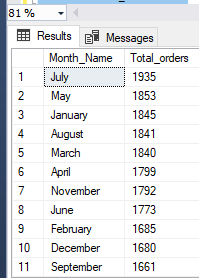 81 %
Results Messages
Month_Name Total_orders
1 July 1935
2 May 1853
3 January 1845
4 August 1841
5 March 1840
6 April 1799
7 November 1792
8 June 1773
9 February 1685
10 December 1680
11 September 1661